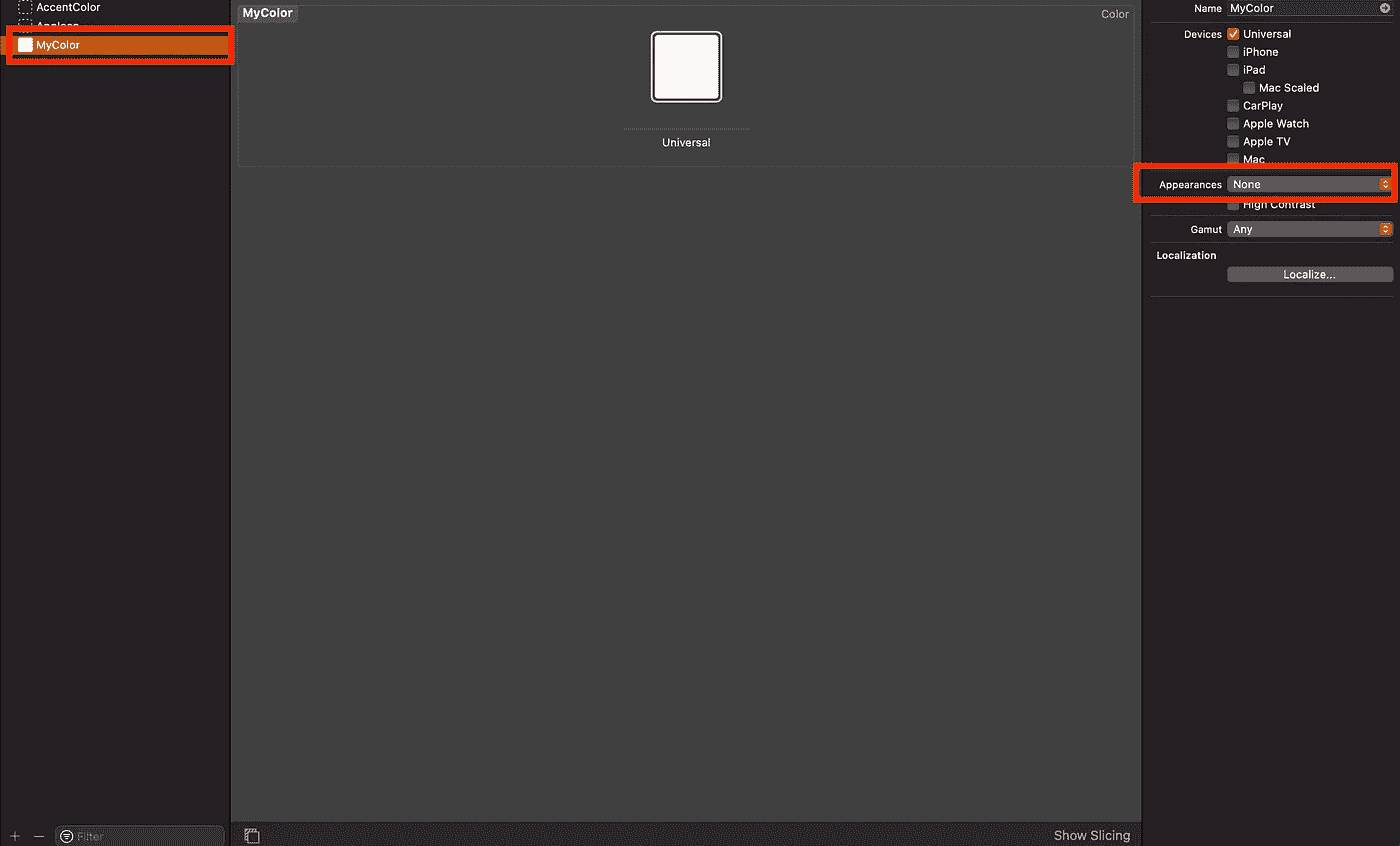 AccentColor
AppIcon
MyColor
Filter
MyColor
Color
Universal
Show Slicing
Name MyColor
Devices Universal
iPhone
iPad
Mac Scaled
CarPlay
Apple Watch
Apple TV
Mac
Appearances None
High Contrast
Gamut Any
Localization
Localize...